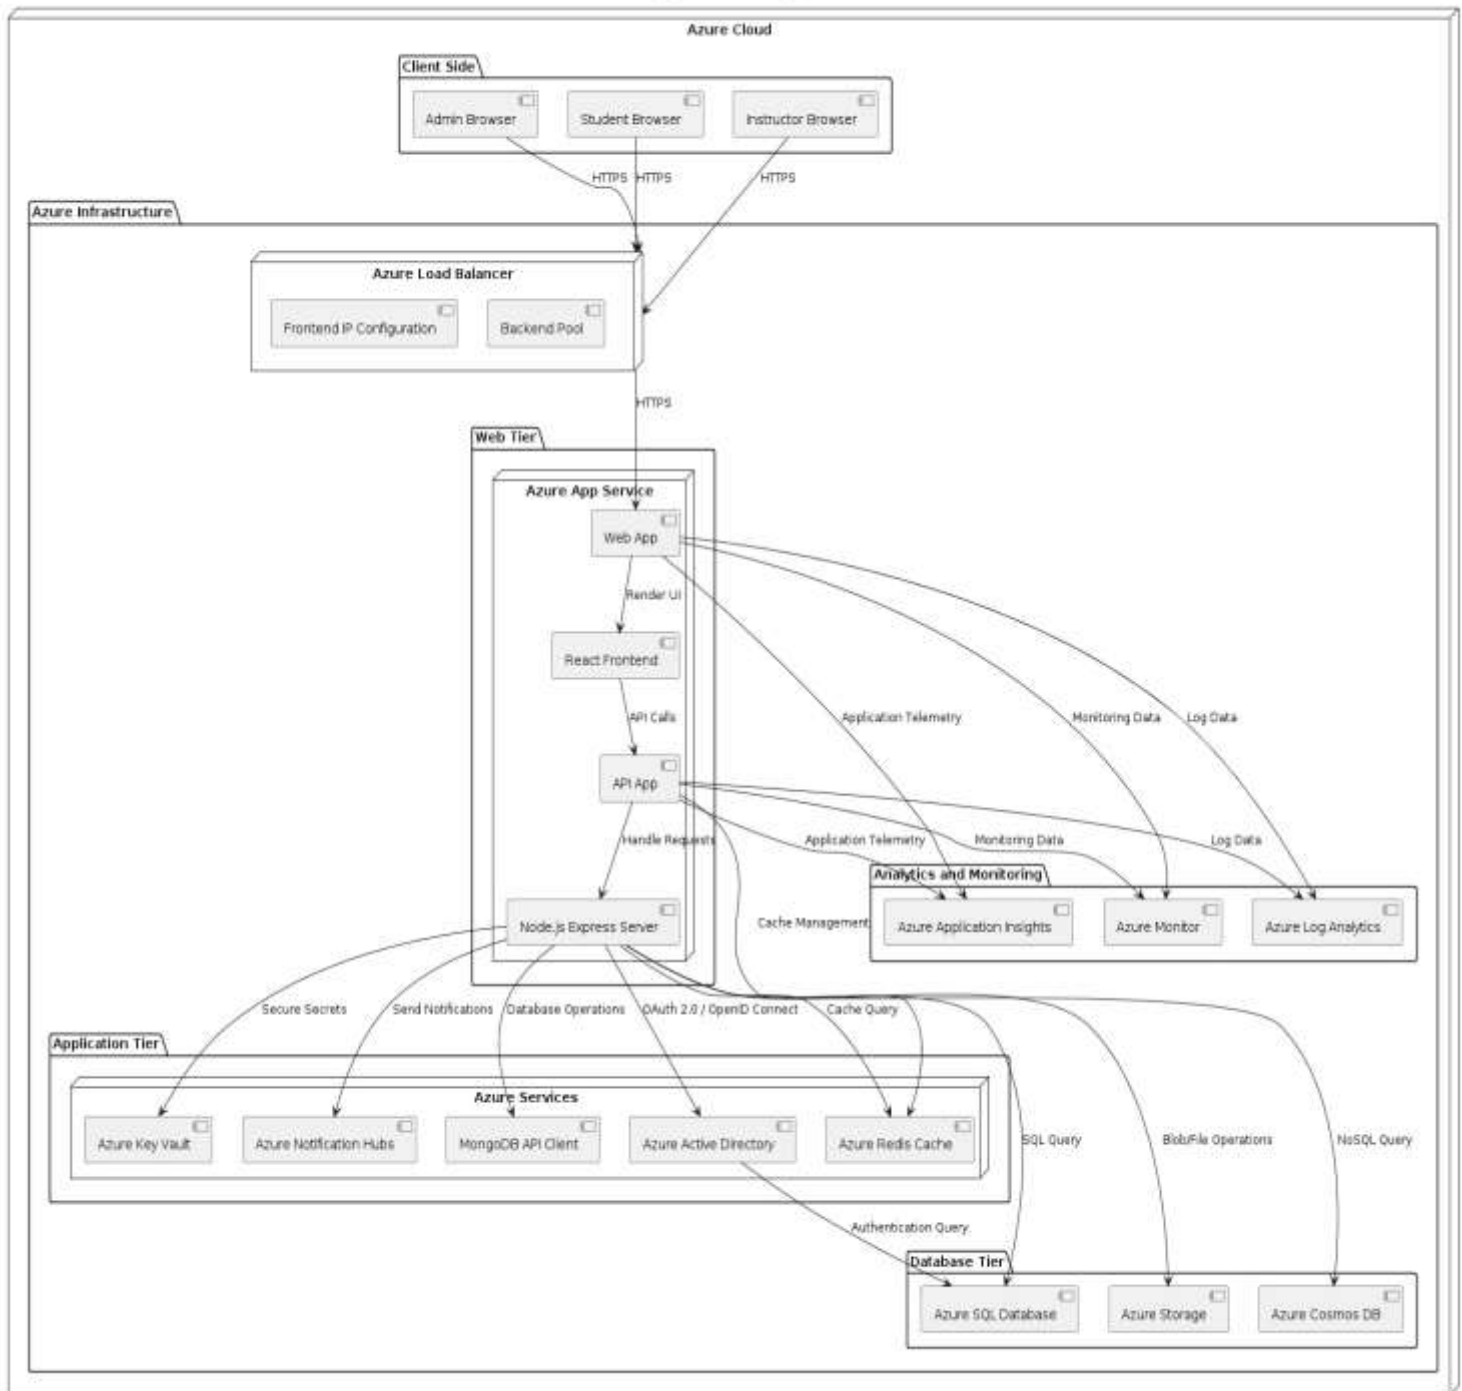 Azure Cloud
Client Side
Admin Browser
Student Browser
Instructor Browser
HTTPS
HTTPS
HTTPS
Azure Infrastructure
Azure Load Balancer
Frontend IP Configuration
Backend Pool
HTTPS
Web Tier
Azure App Service
Web App
Render UI
React Frontend
API Calls
Application Telemetry
Monitoring Data
Log Data
API App
Handle Requests
Application Telemetry
Monitoring Data
Log Data
Analytics and Monitoring
Node.js Express Server
Cache Management
Azure Application Insights
Azure Monitor
Azure Log Analytics
Secure Secrets
Send Notifications
Database Operations
OAuth 2.0 / OpenID Connect
Cache Query
Application Tier
Azure Services
Azure Key Vault
Azure Notification Hubs
MongoDB API Client
Azure Active Directory
Azure Redis Cache
SQL Query
Blob/File Operations
NoSQL Query
Authentication Query
Database Tier
Azure SQL Database
Azure Storage
Azure Cosmos DB